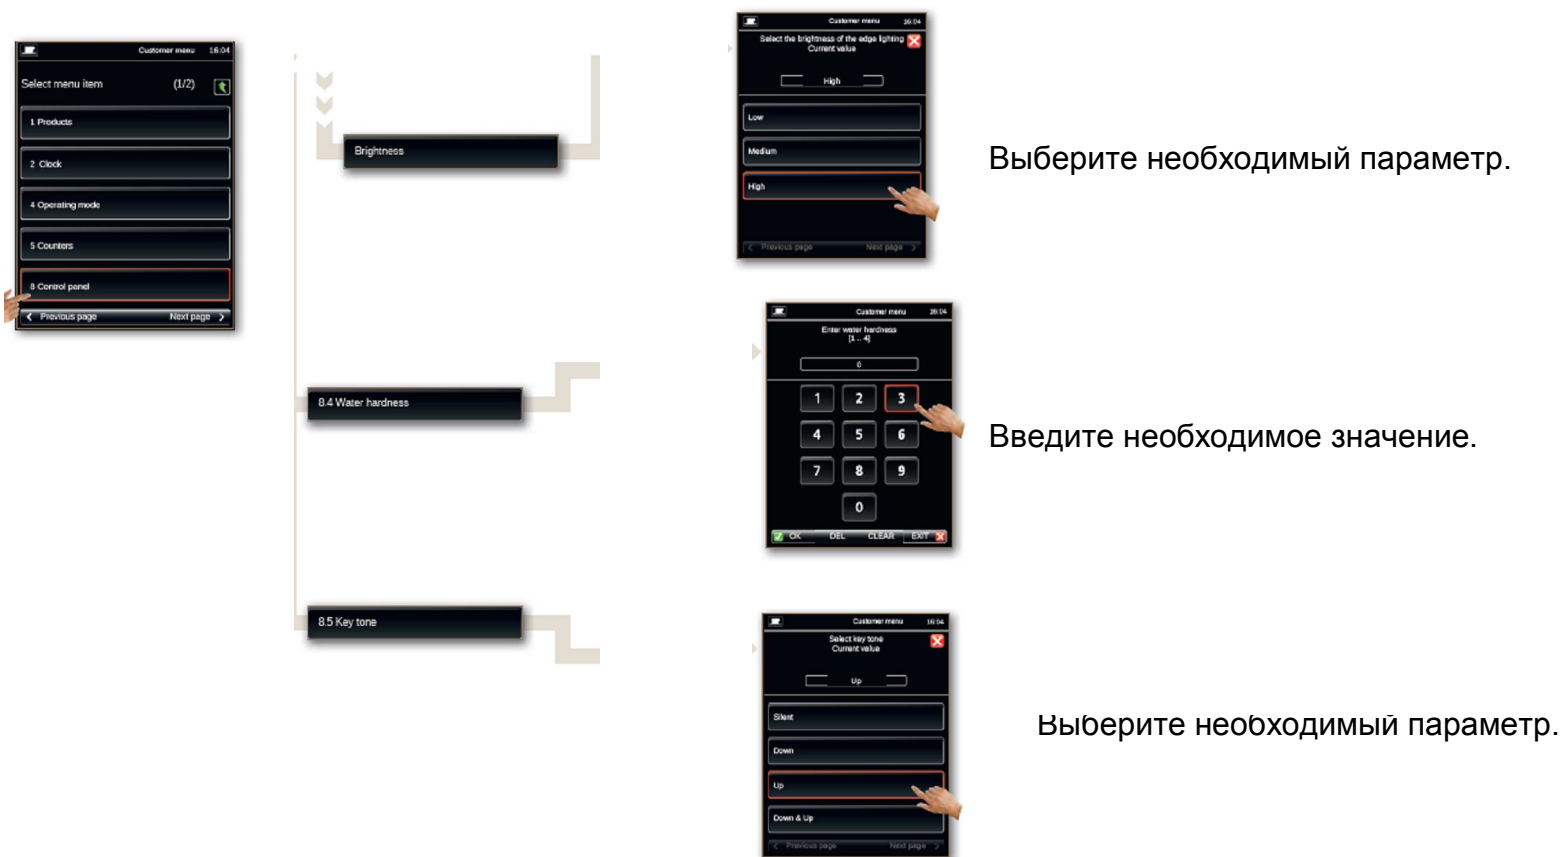 Customer menu 16:04
Select menu item (1/2)
1 Products
2 Clock
4 Operating mode
5 Counters
8 Control panel
Previous page Next page
Brightness
Customer menu 16:04
Select the brightness of the edge lighting
Current value
High
Low
Medium
High
Previous page Next page
Выберите необходимый параметр.
8.4 Water hardness
Customer menu 16:04
Enter water hardness
[1 .. 4]
0
1 2 3
4 5 6
7 8 9
0
OK DEL CLEAR EXIT
Введите необходимое значение.
8.5 Key tone
Customer menu 16:04
Select key tone
Current value
Up
Silent
Down
Up
Down & Up
Previous page Next page
Выберите необходимый параметр.